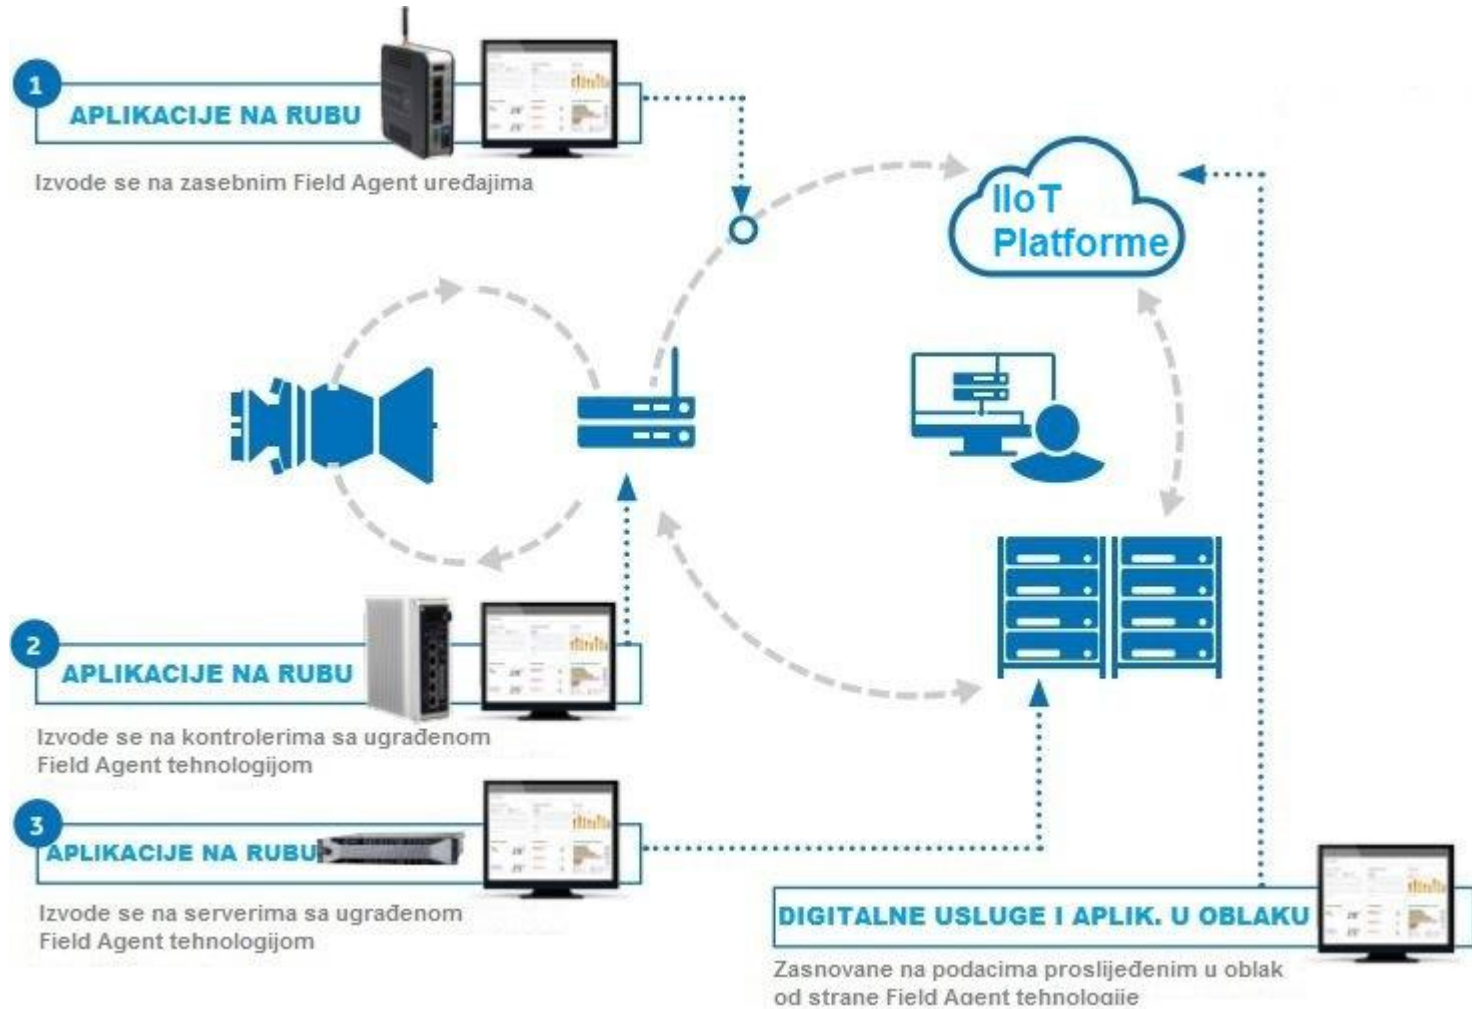 1
APLIKACIJE NA RUBU
Izvode se na zasebnim Field Agent uređajima
IIoT
Platforme
2
APLIKACIJE NA RUBU
Izvode se na kontrolerima sa ugrađenom
Field Agent tehnologijom
3
APLIKACIJE NA RUBU
Izvode se na serverima sa ugrađenom
Field Agent tehnologijom
DIGITALNE USLUGE I APLIK. U OBLAKU
Zasnovane na podacima proslijeđenim u oblak
od strane Field Agent tehnologije